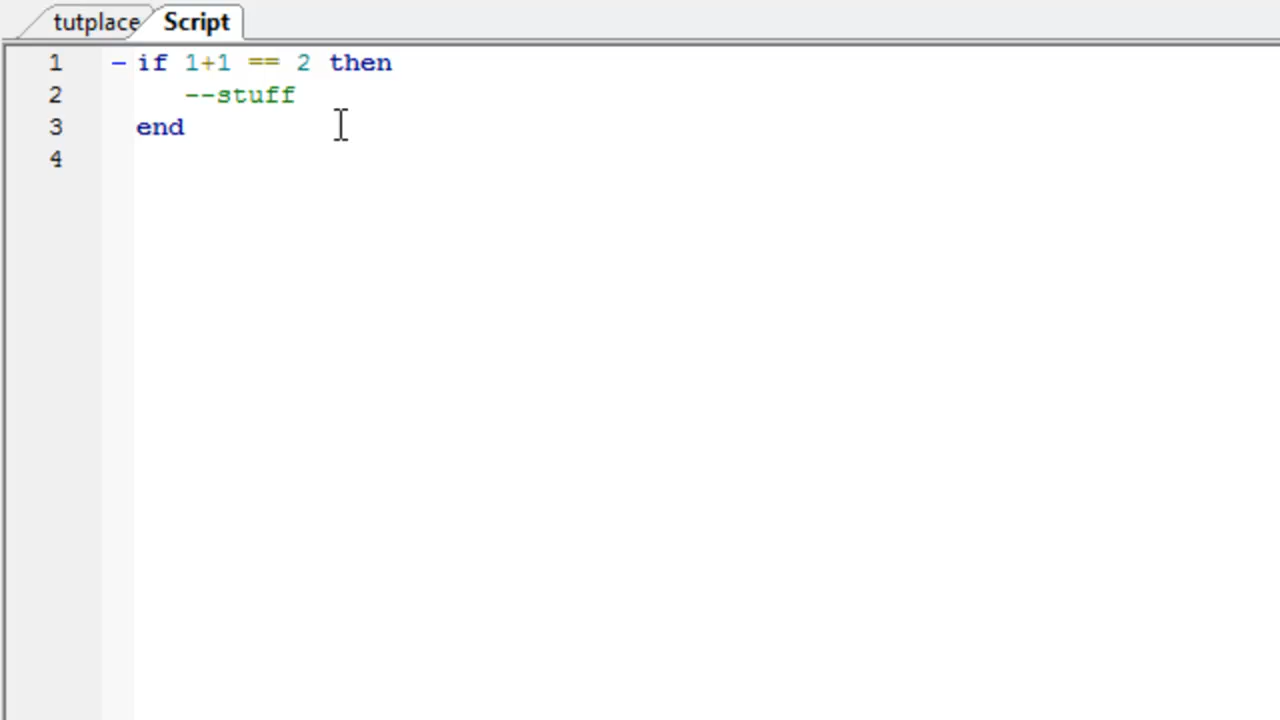 tutplace Script
1 - if 1+1 == 2 then
2 --stuff
3 end
4